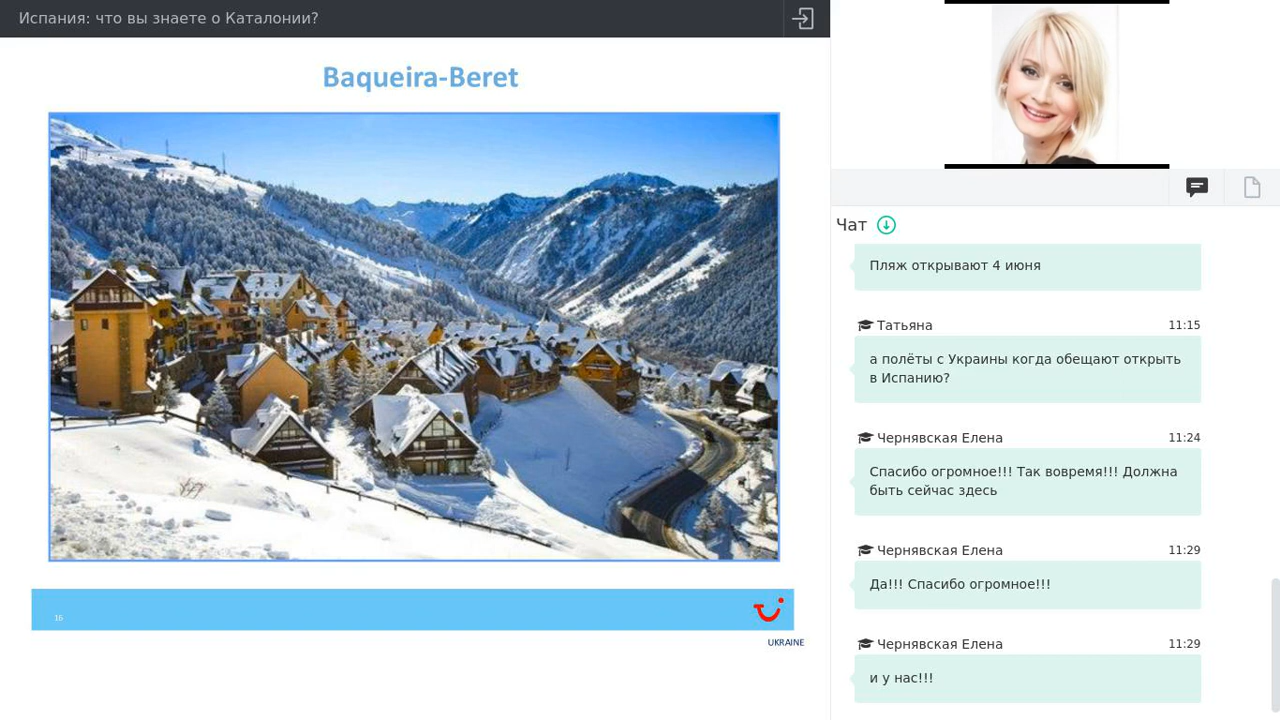 Испания: что вы знаете о Каталонии?
Baqueira-Beret
16
UKRAINE
Чат
Пляж открывают 4 июня
Татьяна 11:15
а полёты с Украины когда обещают открыть
в Испанию?
Чернявская Елена 11:24
Спасибо огромное!!! Так вовремя!!! Должна
быть сейчас здесь
Чернявская Елена 11:29
Да!!! Спасибо огромное!!!
Чернявская Елена 11:29
и у нас!!!